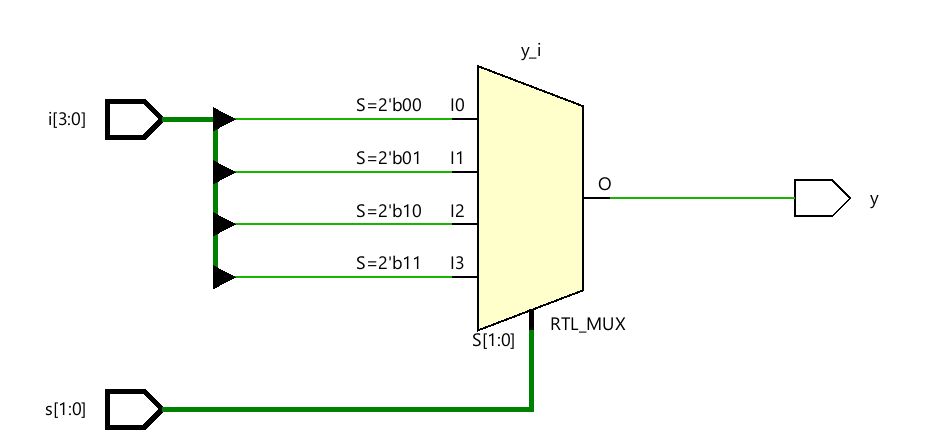 y_i
i[3:0]
S=2'b00 I0
S=2'b01 I1
S=2'b10 I2
S=2'b11 I3
O
y
S[1:0]
RTL_MUX
s[1:0]